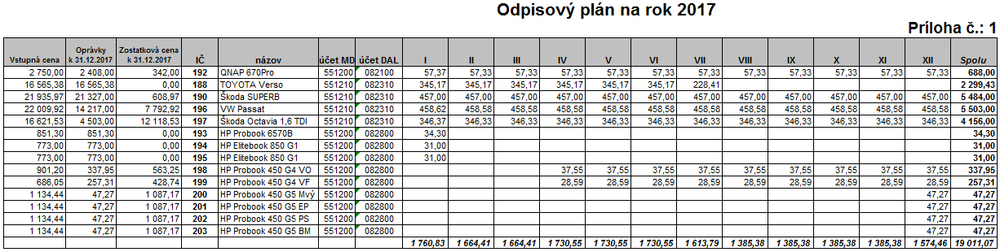 Odpisový plán na rok 2017
Príloha č.: 1
Vstupná cena Oprávky k 31.12.2017 Zostatková cena k 31.12.2017 IČ názov účet MD účet DAL I II III IV V VI VII VIII IX X XI XII Spolu
2 750,00 2 408,00 342,00 192 QNAP 670Pro 551200 082100 57,37 57,33 57,33 57,33 57,33 57,33 57,33 57,33 57,33 57,33 57,33 57,33 688,00
16 565,38 16 565,38 0,00 188 TOYOTA Verso 551210 082310 345,17 345,17 345,17 345,17 345,17 345,17 228,41 2 299,43
21 935,97 21 327,00 608,97 190 Škoda SUPERB 551210 082310 457,00 457,00 457,00 457,00 457,00 457,00 457,00 457,00 457,00 457,00 457,00 457,00 5 484,00
22 009,92 14 217,00 7 792,92 196 VW Passat 551210 082310 458,62 458,58 458,58 458,58 458,58 458,58 458,58 458,58 458,58 458,58 458,58 458,58 5 503,00
16 621,53 4 503,00 12 118,53 197 Škoda Octavia 1,6 TDI 551210 082310 346,37 346,33 346,33 346,33 346,33 346,33 346,33 346,33 346,33 346,33 346,33 346,33 4 156,00
851,30 851,30 0,00 193 HP Probook 6570B 551200 082800 34,30 34,30
773,00 773,00 0,00 194 HP Elitebook 850 G1 551200 082800 31,00 31,00
773,00 773,00 0,00 195 HP Elitebook 850 G1 551200 082800 31,00 31,00
901,20 337,95 563,25 198 HP Probook 450 G4 VO 551200 082800 37,55 37,55 37,55 37,55 37,55 37,55 37,55 37,55 37,55 337,95
686,05 257,31 428,74 199 HP Probook 450 G4 VF 551200 082800 28,59 28,59 28,59 28,59 28,59 28,59 28,59 28,59 28,59 257,31
1 134,44 47,27 1 087,17 200 HP Probook 450 G5 Mvý 551200 082800 47,27 47,27
1 134,44 47,27 1 087,17 201 HP Probook 450 G5 EP 551200 082800 47,27 47,27
1 134,44 47,27 1 087,17 202 HP Probook 450 G5 PS 551200 082800 47,27 47,27
1 134,44 47,27 1 087,17 203 HP Probook 450 G5 BM 551200 082800 47,27 47,27
1 760,83 1 664,41 1 664,41 1 730,55 1 730,55 1 730,55 1 613,79 1 385,38 1 385,38 1 385,38 1 385,38 1 574,46 19 011,07